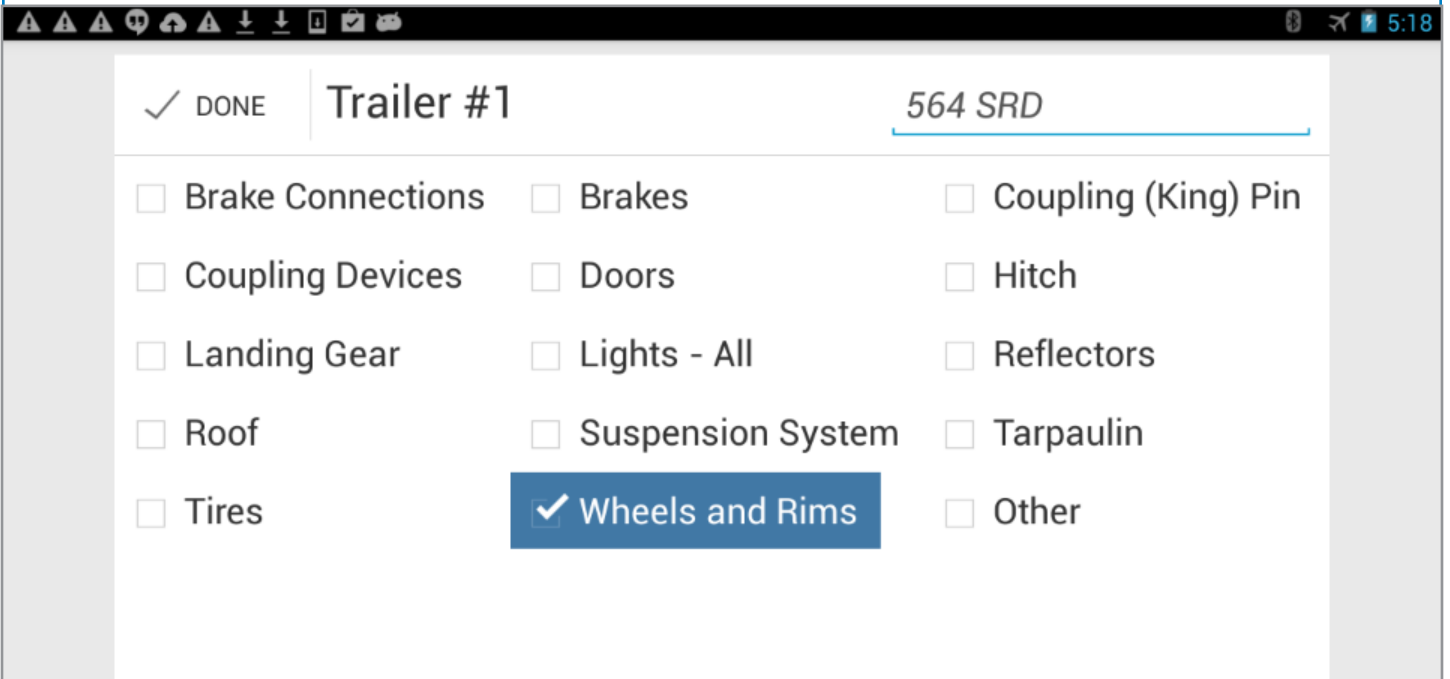 5:18
DONE
Trailer #1
564 SRD
Brake Connections
Brakes
Coupling (King) Pin
Coupling Devices
Doors
Hitch
Landing Gear
Lights - All
Reflectors
Roof
Suspension System
Tarpaulin
Tires
Wheels and Rims
Other